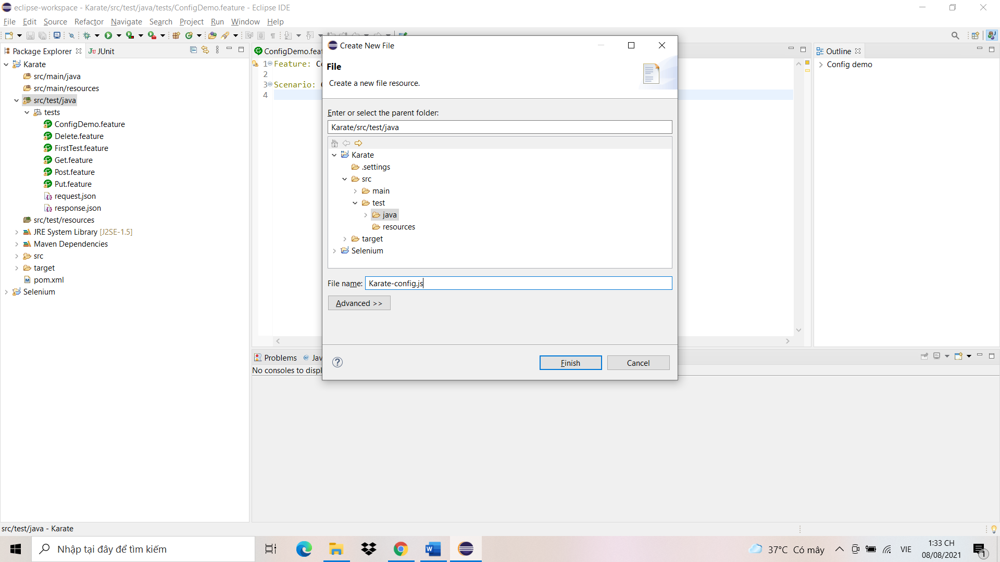 eclipse-workspace - Karate/src/test/java/tests/ConfigDemo.feature - Eclipse IDE
File Edit Source Refactor Navigate Search Project Run Window Help
Package Explorer
JUnit
Karate
src/main/java
src/main/resources
src/test/java
tests
ConfigDemo.feature
Delete.feature
FirstTest.feature
Get.feature
Post.feature
Put.feature
request.json
response.json
src/test/resources
JRE System Library [J2SE-1.5]
Maven Dependencies
src
target
pom.xml
Selenium
1 Feature:
2
3 Scenario:
4
Create New File
File
Create a new file resource.
Enter or select the parent folder:
Karate/src/test/java
Karate
.settings
src
main
test
java
resources
target
Selenium
File name: Karate-config.js
Advanced >>
Finish
Cancel
Outline
Config demo
Problems @ Jav
No consoles to displ
src/test/java - Karate
Nhập tại đây để tìm kiếm
37°C Có mây
VIE
1:33 CH
08/08/2021
1